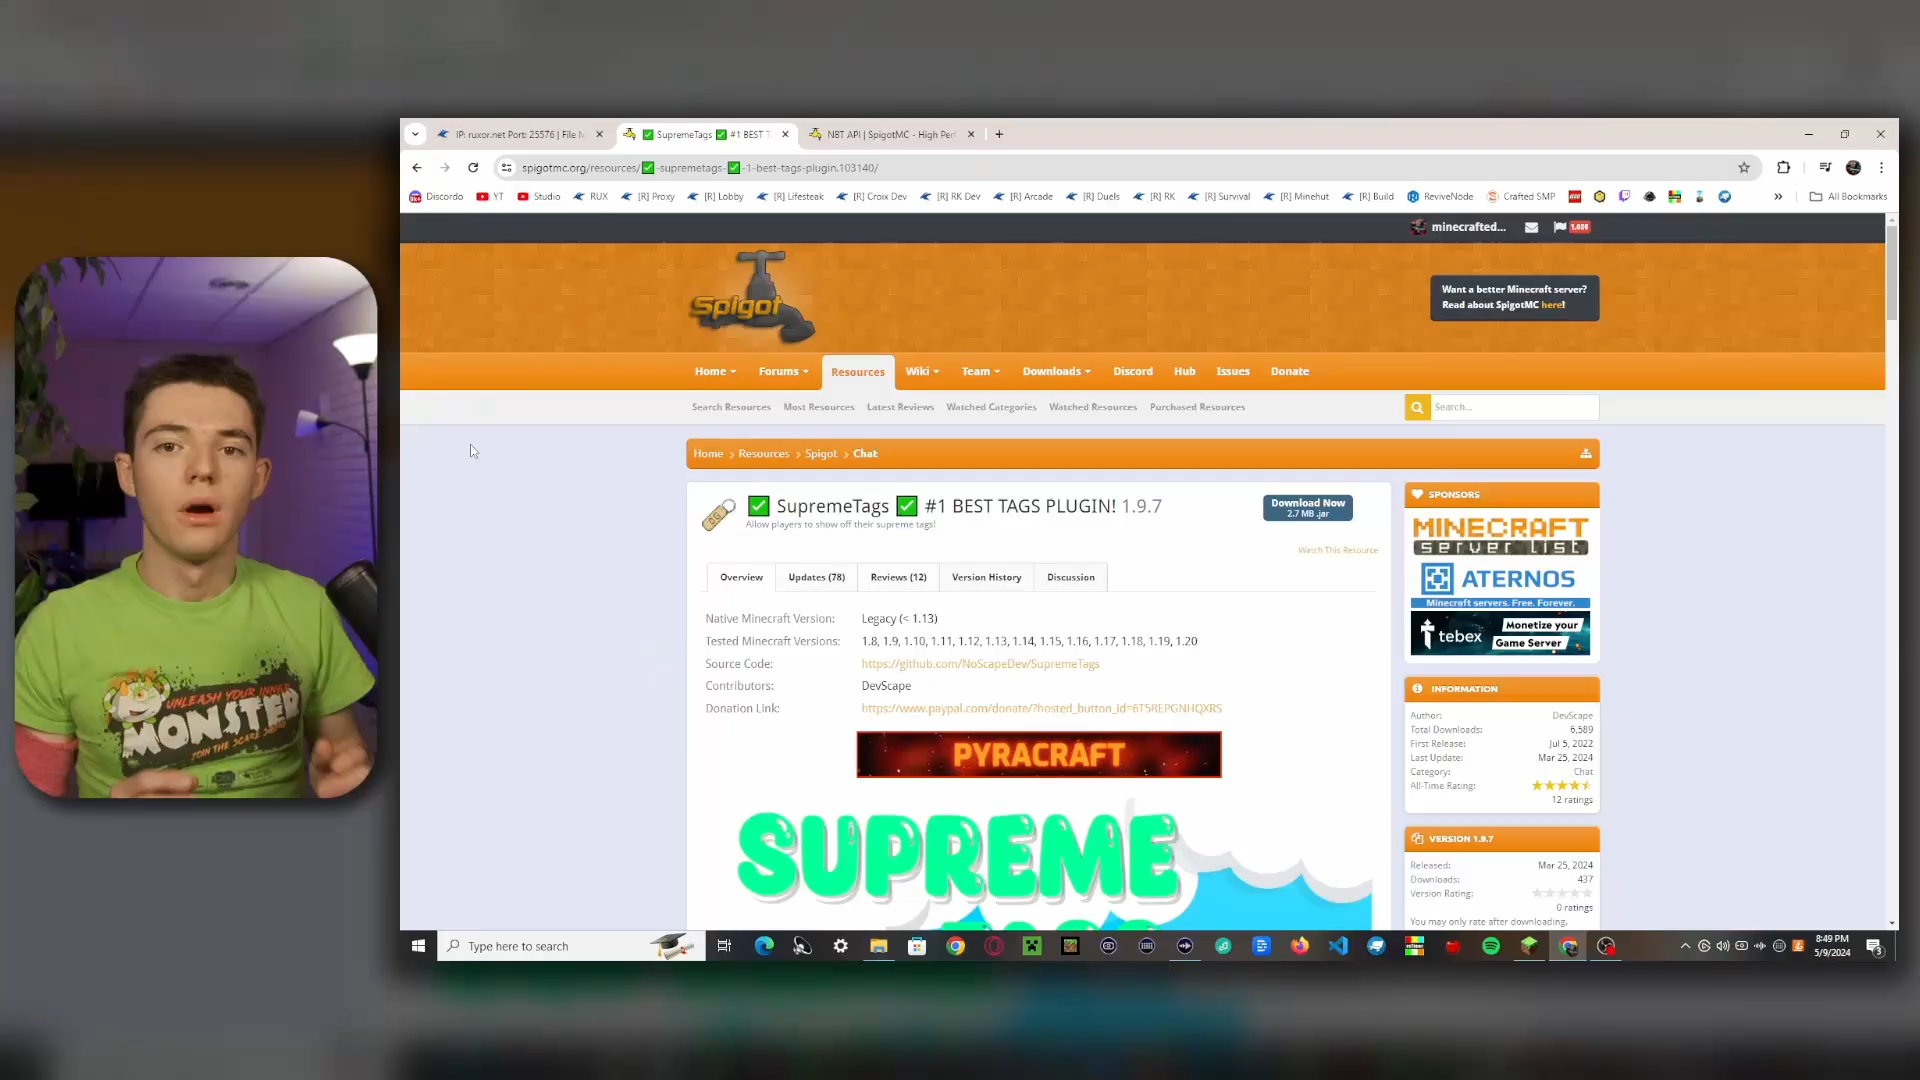 IP: ruxor.net Port: 25576 | File M
SupremeTags #1 BEST T
NBT API | SpigotMC - High Perf
spigotmc.org/resources/✅-supremetags-✅-1-best-tags-plugin.103140/
Discordo YT Studio RUX [R] Proxy [R] Lobby [R] Lifesteak [R] Croix Dev [R] RK Dev [R] Arcade [R] Duels [R] RK [R] Survival [R] Minehut [R] Build ReviveNode Crafted SMP » All Bookmarks
minecrafted...
Spigot
Want a better Minecraft server?
Read about SpigotMC here!
Home Forums Resources Wiki Team Downloads Discord Hub Issues Donate
Search Resources Most Resources Latest Reviews Watched Categories Watched Resources Purchased Resources
Search...
Home Resources Spigot Chat
✅ SupremeTags ✅ #1 BEST TAGS PLUGIN! 1.9.7
Allow players to show off their supreme tags!
Download Now
2.7 MB .jar
Watch This Resource
Overview Updates (78) Reviews (12) Version History Discussion
Native Minecraft Version: Legacy (< 1.13)
Tested Minecraft Versions: 1.8, 1.9, 1.10, 1.11, 1.12, 1.13, 1.14, 1.15, 1.16, 1.17, 1.18, 1.19, 1.20
Source Code: https://github.com/NoScapeDev/SupremeTags
Contributors: DevScape
Donation Link: https://www.paypal.com/donate/?hosted_button_id=6T5REPGNHQXRS
PYRACRAFT
SUPREME
SPONSORS
MINECRAFT
server list
ATERNOS
Minecraft servers. Free. Forever.
tebex
Monetize your
Game Server
INFORMATION
Author: DevScape
Total Downloads: 6,589
First Release: Jul 5, 2022
Last Update: Mar 25, 2024
Category: Chat
All-Time Rating:
12 ratings
VERSION 1.9.7
Released: Mar 25, 2024
Downloads: 437
Version Rating:
0 ratings
You may only rate after downloading.
UNLEASH YOUR INNER
MONSTER
JOIN THE SCARE
Type here to search
8:49 PM
5/9/2024
3